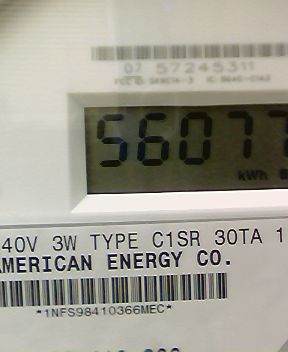 07 57245311
56077
kWh
40V 3W TYPE C1SR 30TA 1
AMERICAN ENERGY CO.
*1NFS98410366MEC*